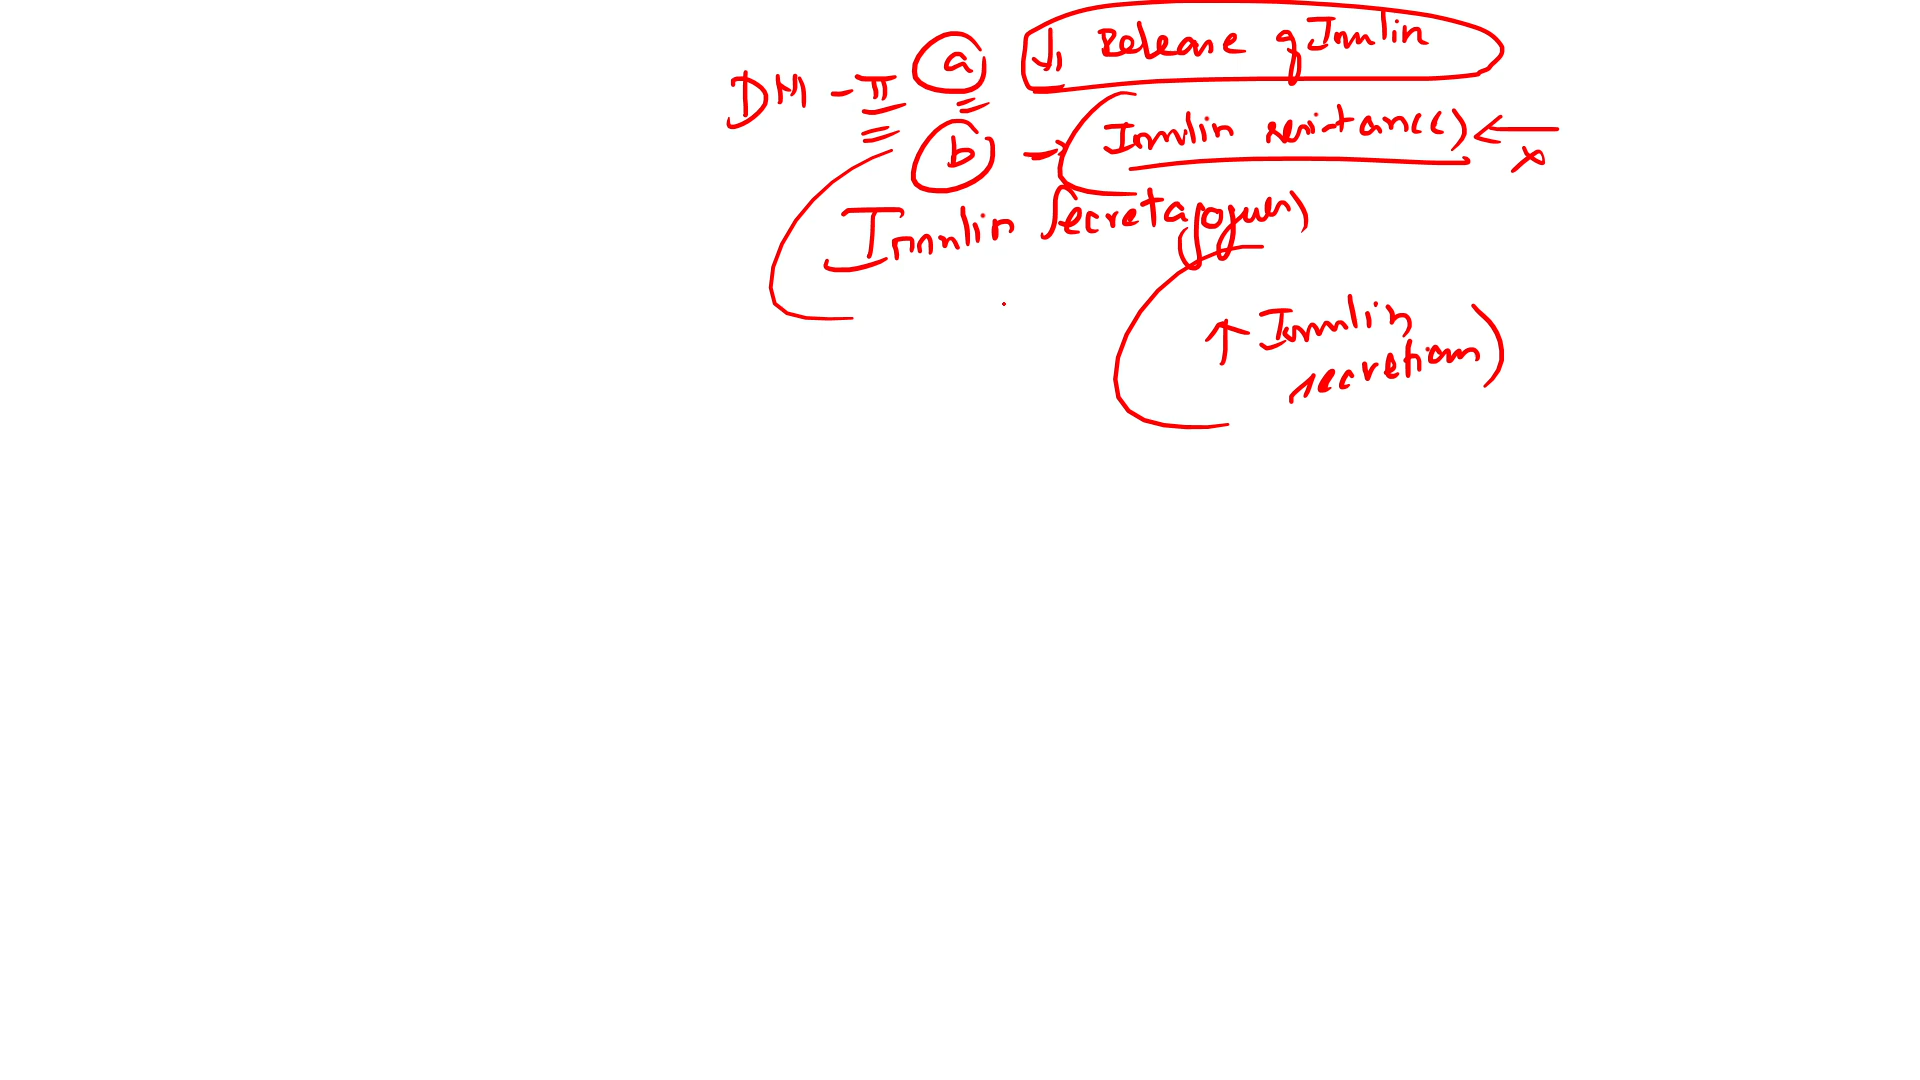 DM - II (a) ↓ Release of Insulin
(b) → Insulin resistance) ← x
Insulin secretagogues)
↑ Insulin
secretion)